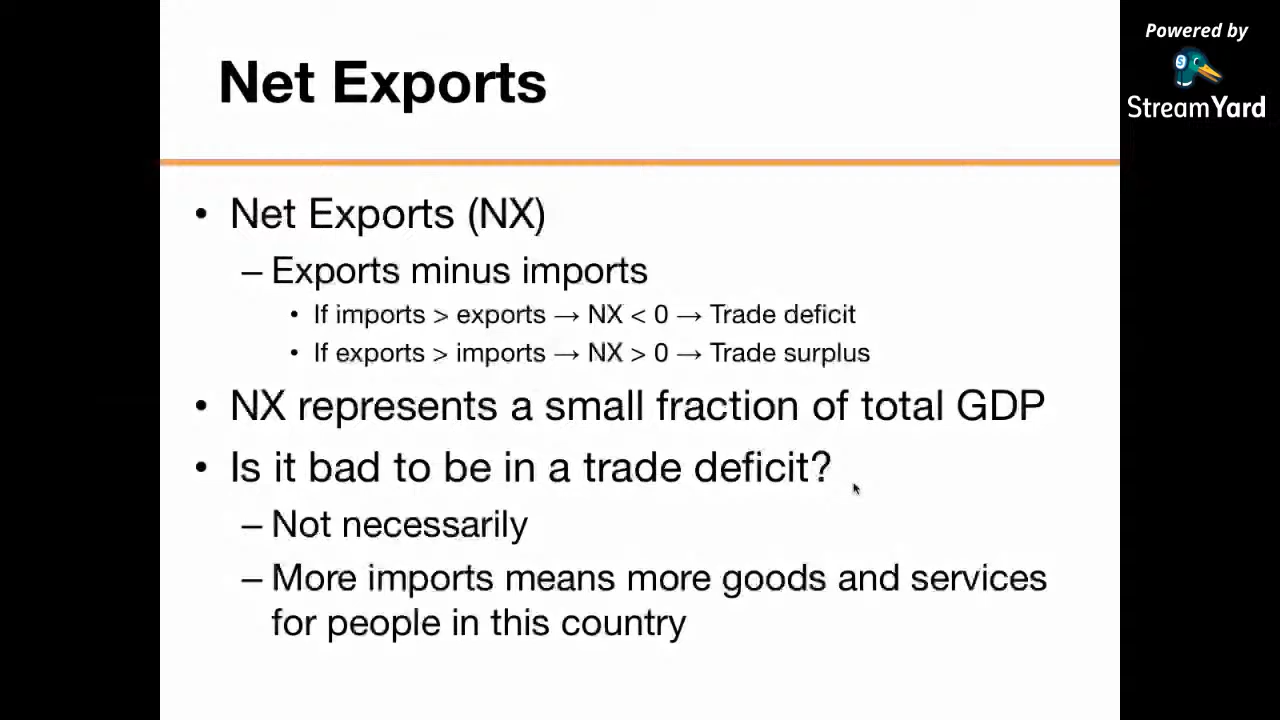 Net Exports
Powered by
StreamYard
• Net Exports (NX)
– Exports minus imports
• If imports > exports → NX < 0 → Trade deficit
• If exports > imports → NX > 0 → Trade surplus
• NX represents a small fraction of total GDP
• Is it bad to be in a trade deficit?
– Not necessarily
– More imports means more goods and services
for people in this country